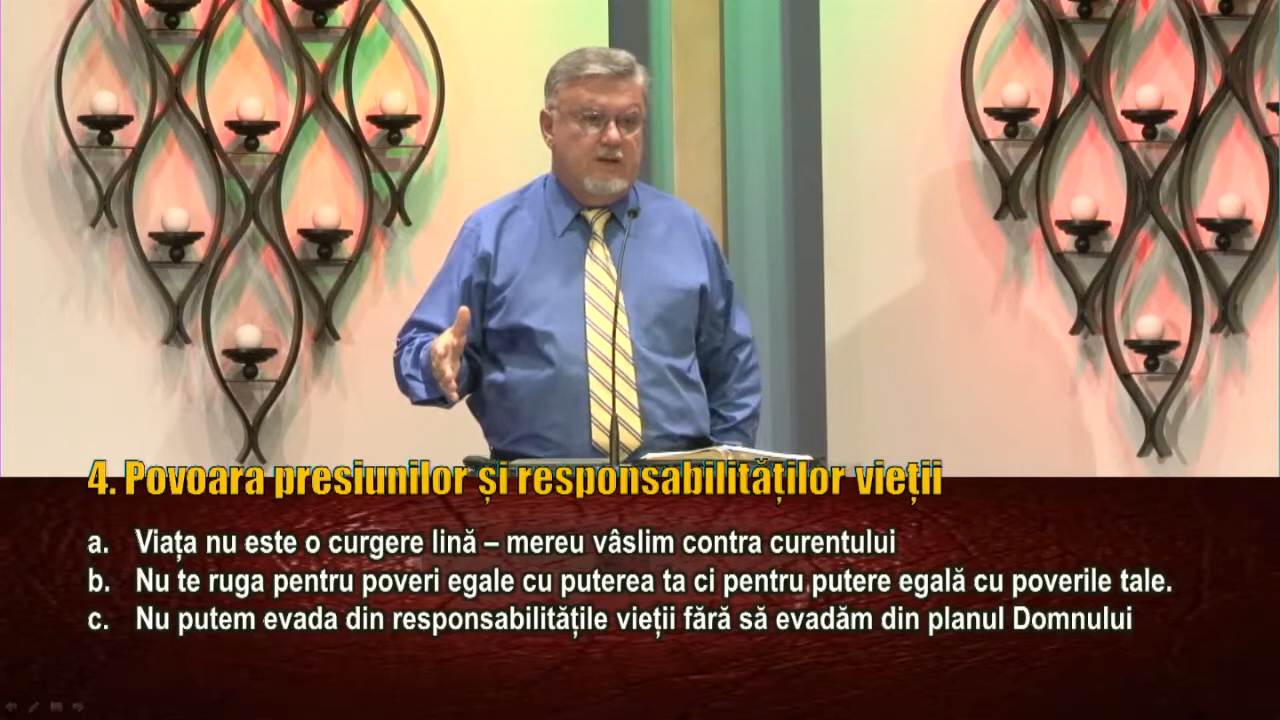 4. Povoara presiunilor și responsabilităților vieții
a. Viața nu este o curgere lină – mereu vâslim contra curentului
b. Nu te ruga pentru poveri egale cu puterea ta ci pentru putere egală cu poverile tale.
c. Nu putem evada din responsabilitățile vieții fără să evadăm din planul Domnului